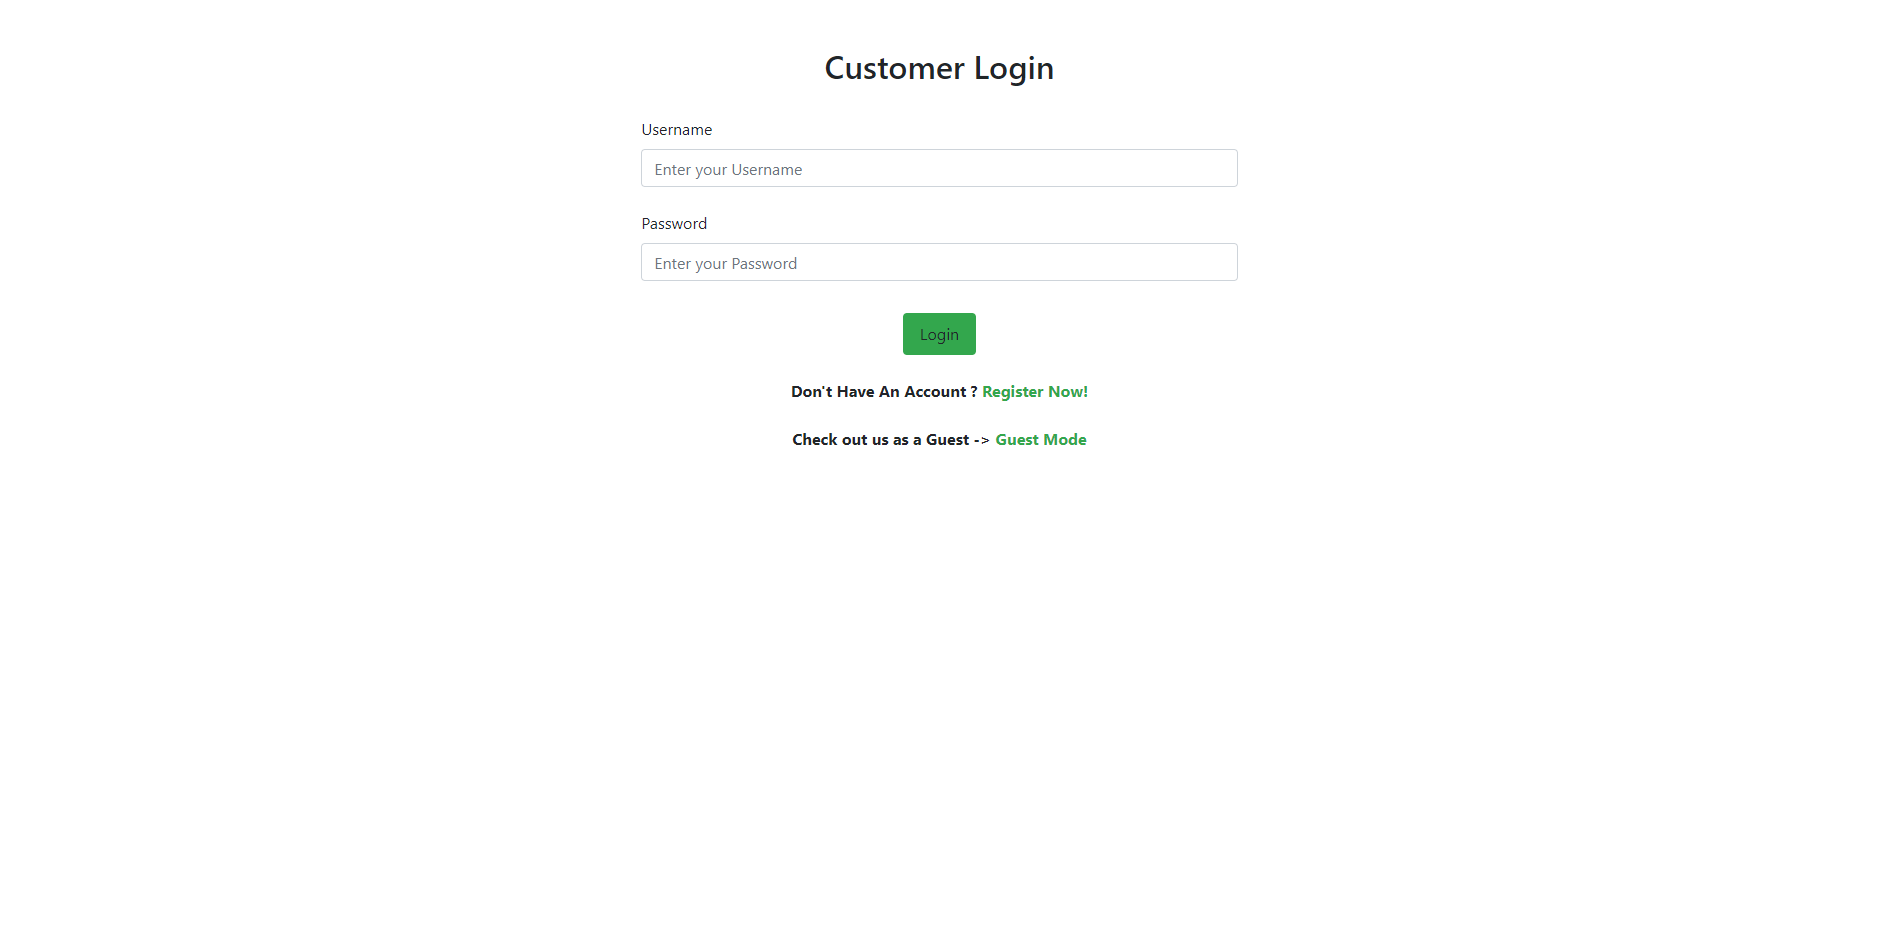 Customer Login
Username
Enter your Username
Password
Enter your Password
Login
Don't Have An Account ? Register Now!
Check out us as a Guest -> Guest Mode